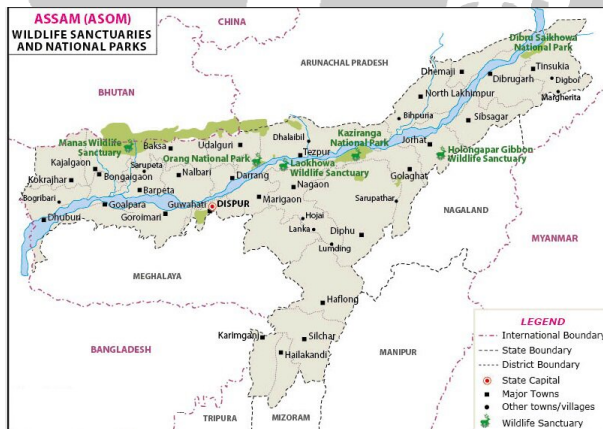 ASSAM (ASOM)
WILDLIFE SANCTUARIES
AND NATIONAL PARKS
CHINA
ARUNACHAL PRADESH
BHUTAN
Dibru Saikhowa
National Park
Tinsukia
Dhemaji
Dibrugarh
Digboi
Margherita
North Lakhimpur
Bihpuria
Sibsagar
Kaziranga
National Park
Dhalabil
Jorhat
Holongapar Gibbon
Wildlife Sanctuary
Manas Wildlife
Sanctuary
Baksa
Udalguri
Tezpur
Orang National Park
Laokhowa
Wildlife Sanctuary
Kajalgaon
Sarupeta
Golaghat
Kokrajhar
Bongaigaon
Nalbari
Darrang
Nagaon
Barpeta
Marigaon
Sarupathar
Bogribari
Goalpara
Guwahati
DISPUR
NAGALAND
Dhuburi
Goroimari
Hojai
Lanka
Diphu
Lumding
MYANMAR
MEGHALAYA
Haflong
Karimganj
Silchar
Hailakandi
BANGLADESH
MANIPUR
TRIPURA
MIZORAM
LEGEND
International Boundary
State Boundary
District Boundary
State Capital
Major Towns
Other towns/villages
Wildlife Sanctuary